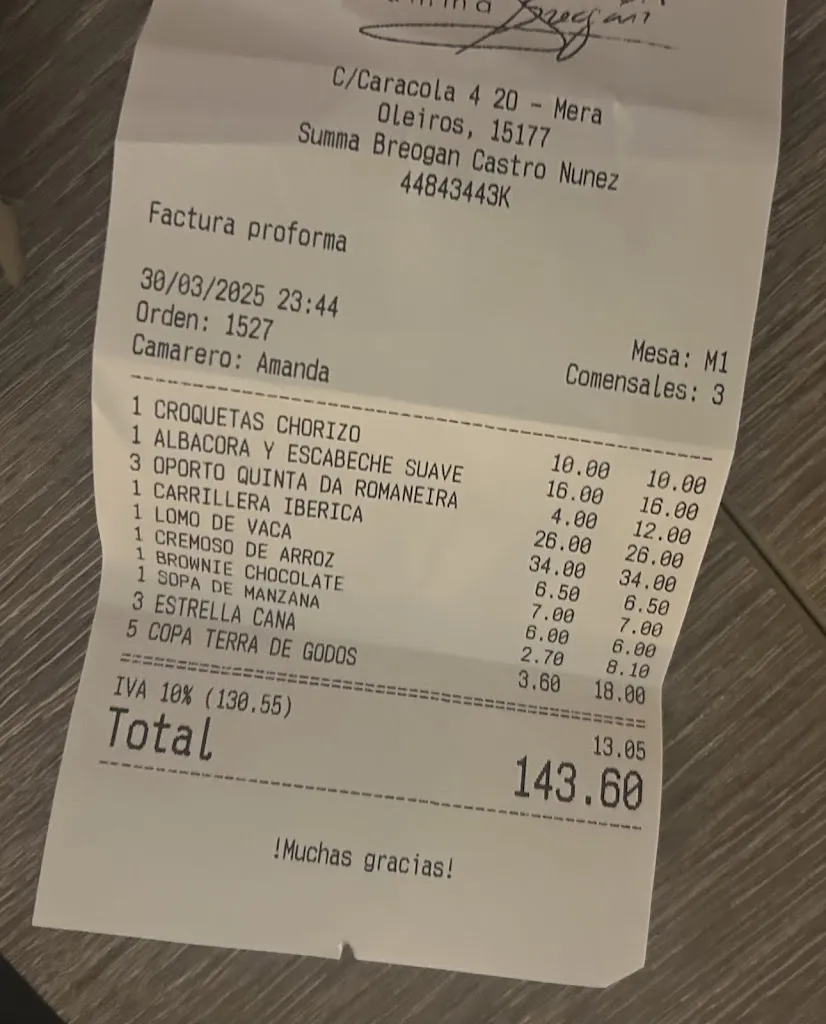 C/Caracola 4 20 - Mera
Oleiros, 15177
Summa Breogan Castro Nunez
44843443K
Factura proforma
30/03/2025 23:44
Orden: 1527 Mesa: M1
Camarero: Amanda Comensales: 3
1 CROQUETAS CHORIZO 10.00 10.00
1 ALBACORA Y ESCABECHE SUAVE 16.00 16.00
3 OPORTO QUINTA DA ROMANEIRA 4.00 12.00
1 CARRILLERA IBERICA 26.00 26.00
1 LOMO DE VACA 34.00 34.00
1 CREMOSO DE ARROZ 6.50 6.50
1 BROWNIE CHOCOLATE 7.00 7.00
1 SOPA DE MANZANA 6.00 6.00
3 ESTRELLA CANA 2.70 8.10
5 COPA TERRA DE GODOS 3.60 18.00
IVA 10% (130.55) 13.05
Total 143.60
!Muchas gracias!